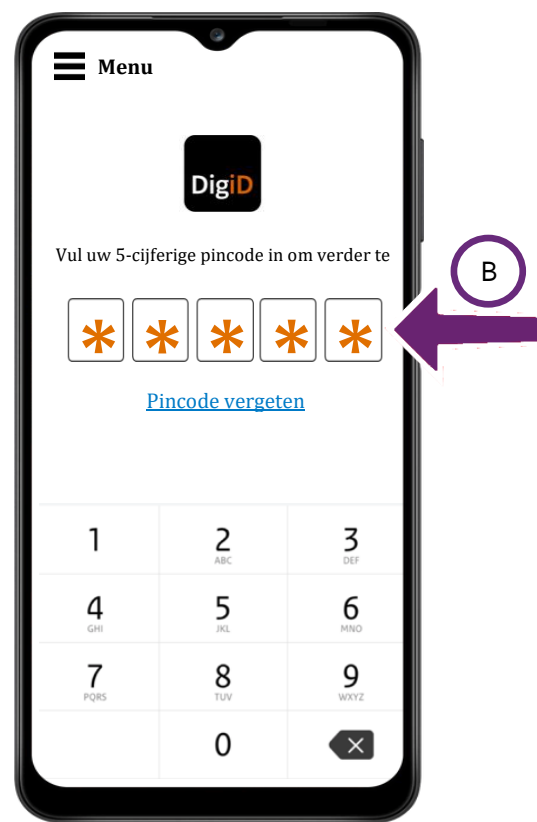 Menu
DigiD
Vul uw 5-cijferige pincode in om verder te
B
* * * * *
Pincode vergeten
1 2 3
ABC DEF
4 5 6
GHI JKL MNO
7 8 9
PQRS TUV WXYZ
0